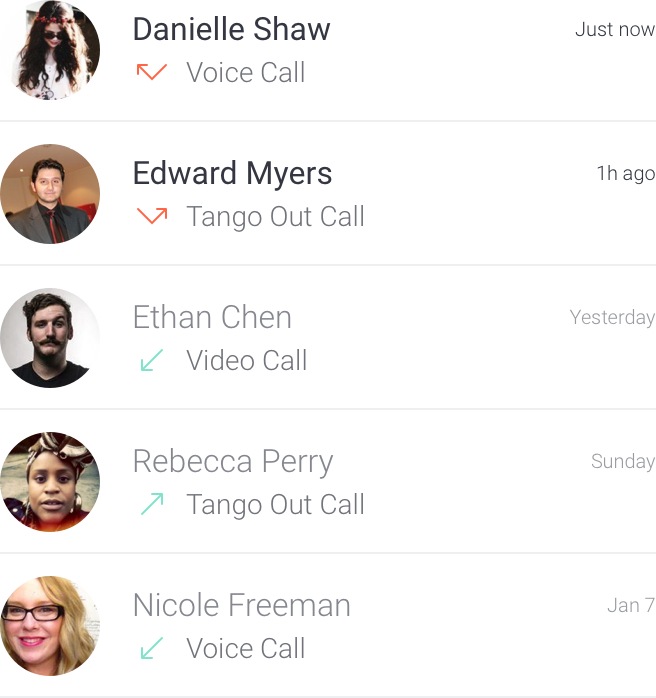 Danielle Shaw Just now
Voice Call
Edward Myers 1h ago
Tango Out Call
Ethan Chen Yesterday
Video Call
Rebecca Perry Sunday
Tango Out Call
Nicole Freeman Jan 7
Voice Call